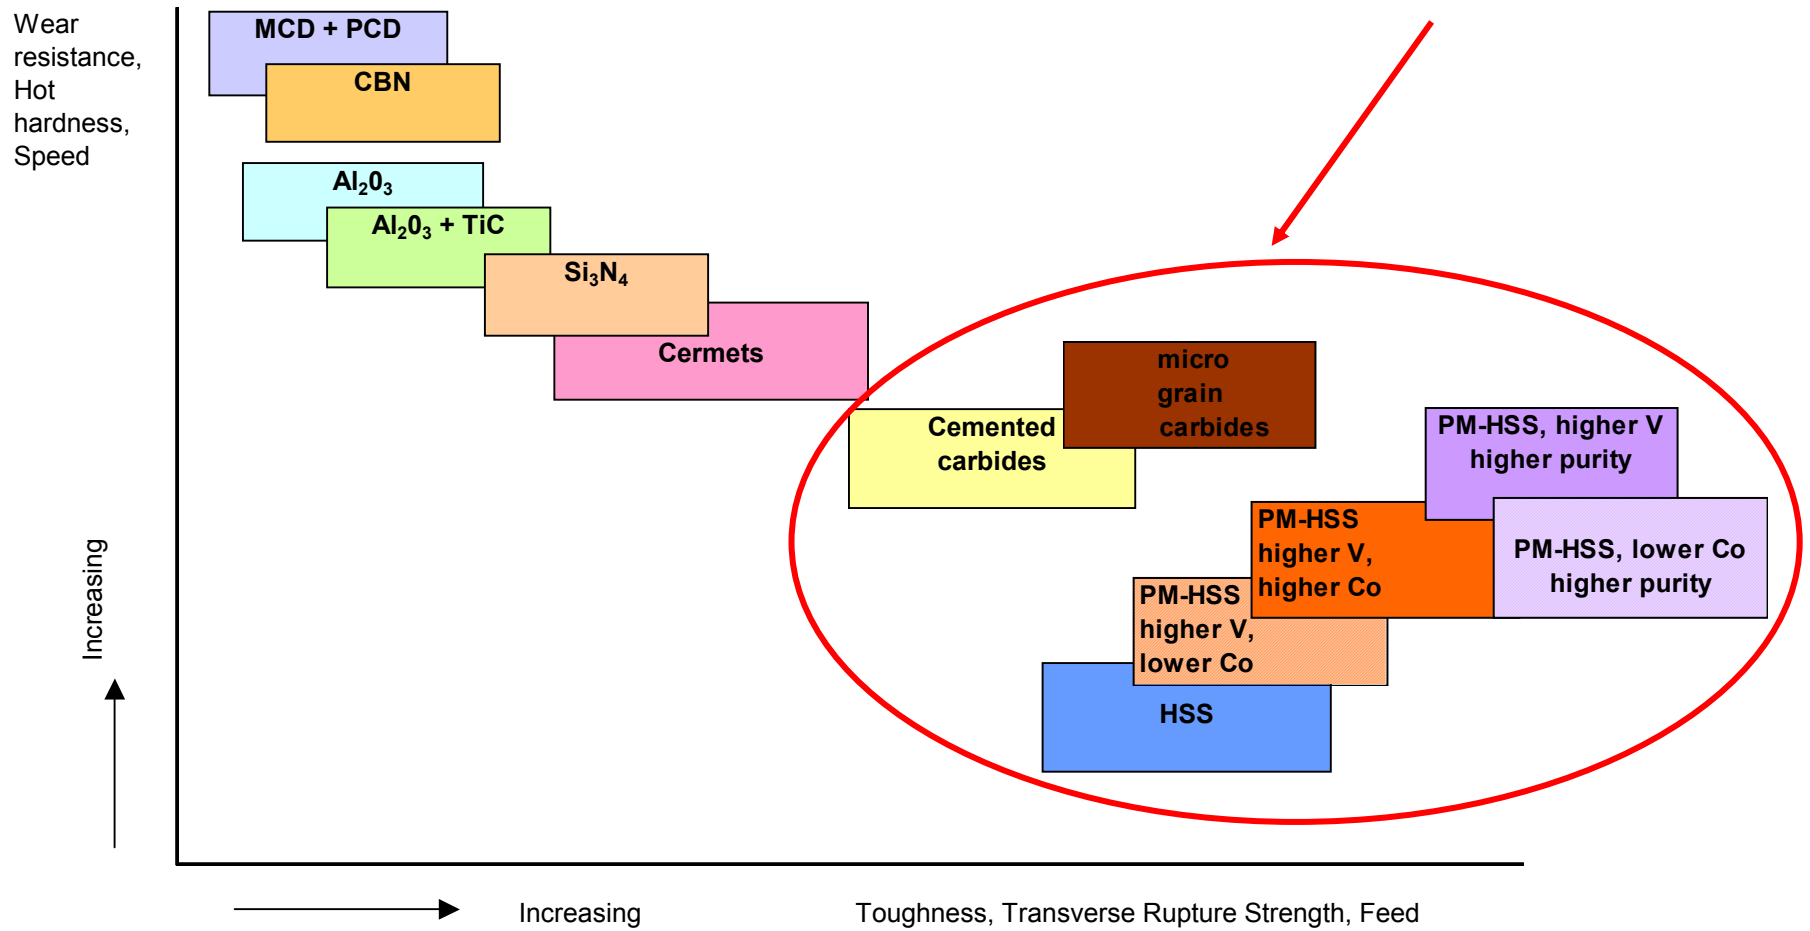 Wear
resistance,
Hot
hardness,
Speed
MCD + PCD
CBN
Al₂0₃
Al₂0₃ + TiC
Si₃N₄
Cermets
micro
grain
carbides
Cemented
carbides
PM-HSS, higher V
higher purity
PM-HSS
higher V,
higher Co
PM-HSS, lower Co
higher purity
PM-HSS
higher V,
lower Co
HSS
Increasing
Increasing
Toughness, Transverse Rupture Strength, Feed